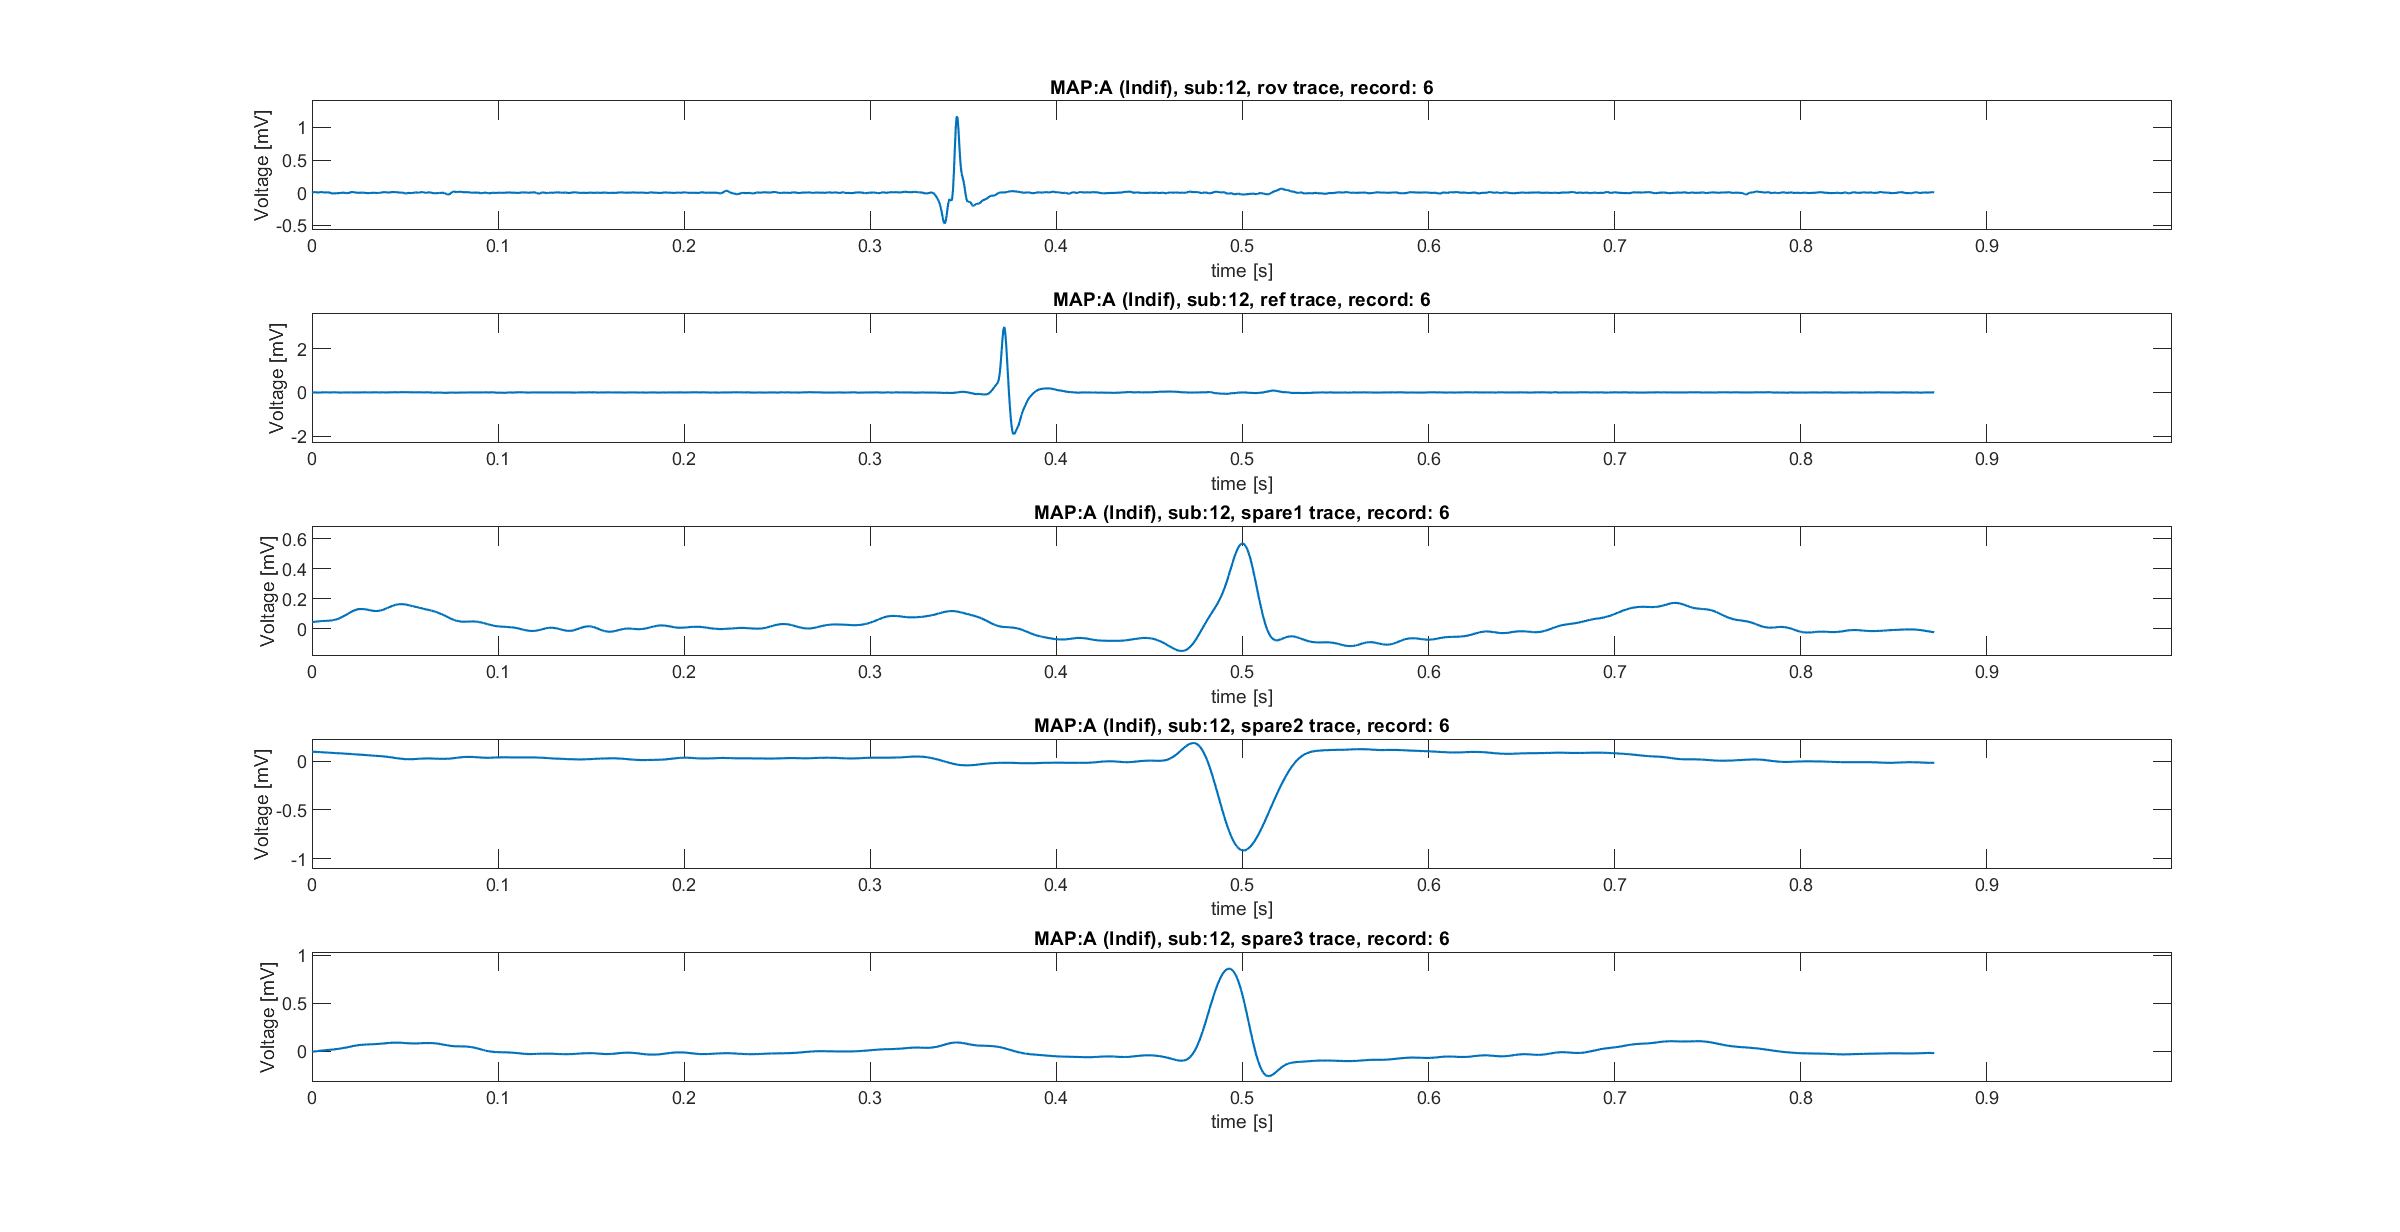 MAP:A (Indif), sub:12, rov trace, record: 6
Voltage [mV]
1
0.5
0
-0.5
0 0.1 0.2 0.3 0.4 0.5 0.6 0.7 0.8 0.9
time [s]
MAP:A (Indif), sub:12, ref trace, record: 6
Voltage [mV]
2
0
-2
0 0.1 0.2 0.3 0.4 0.5 0.6 0.7 0.8 0.9
time [s]
MAP:A (Indif), sub:12, spare1 trace, record: 6
Voltage [mV]
0.6
0.4
0.2
0
0 0.1 0.2 0.3 0.4 0.5 0.6 0.7 0.8 0.9
time [s]
MAP:A (Indif), sub:12, spare2 trace, record: 6
Voltage [mV]
0
-0.5
-1
0 0.1 0.2 0.3 0.4 0.5 0.6 0.7 0.8 0.9
time [s]
MAP:A (Indif), sub:12, spare3 trace, record: 6
Voltage [mV]
1
0.5
0
0 0.1 0.2 0.3 0.4 0.5 0.6 0.7 0.8 0.9
time [s]